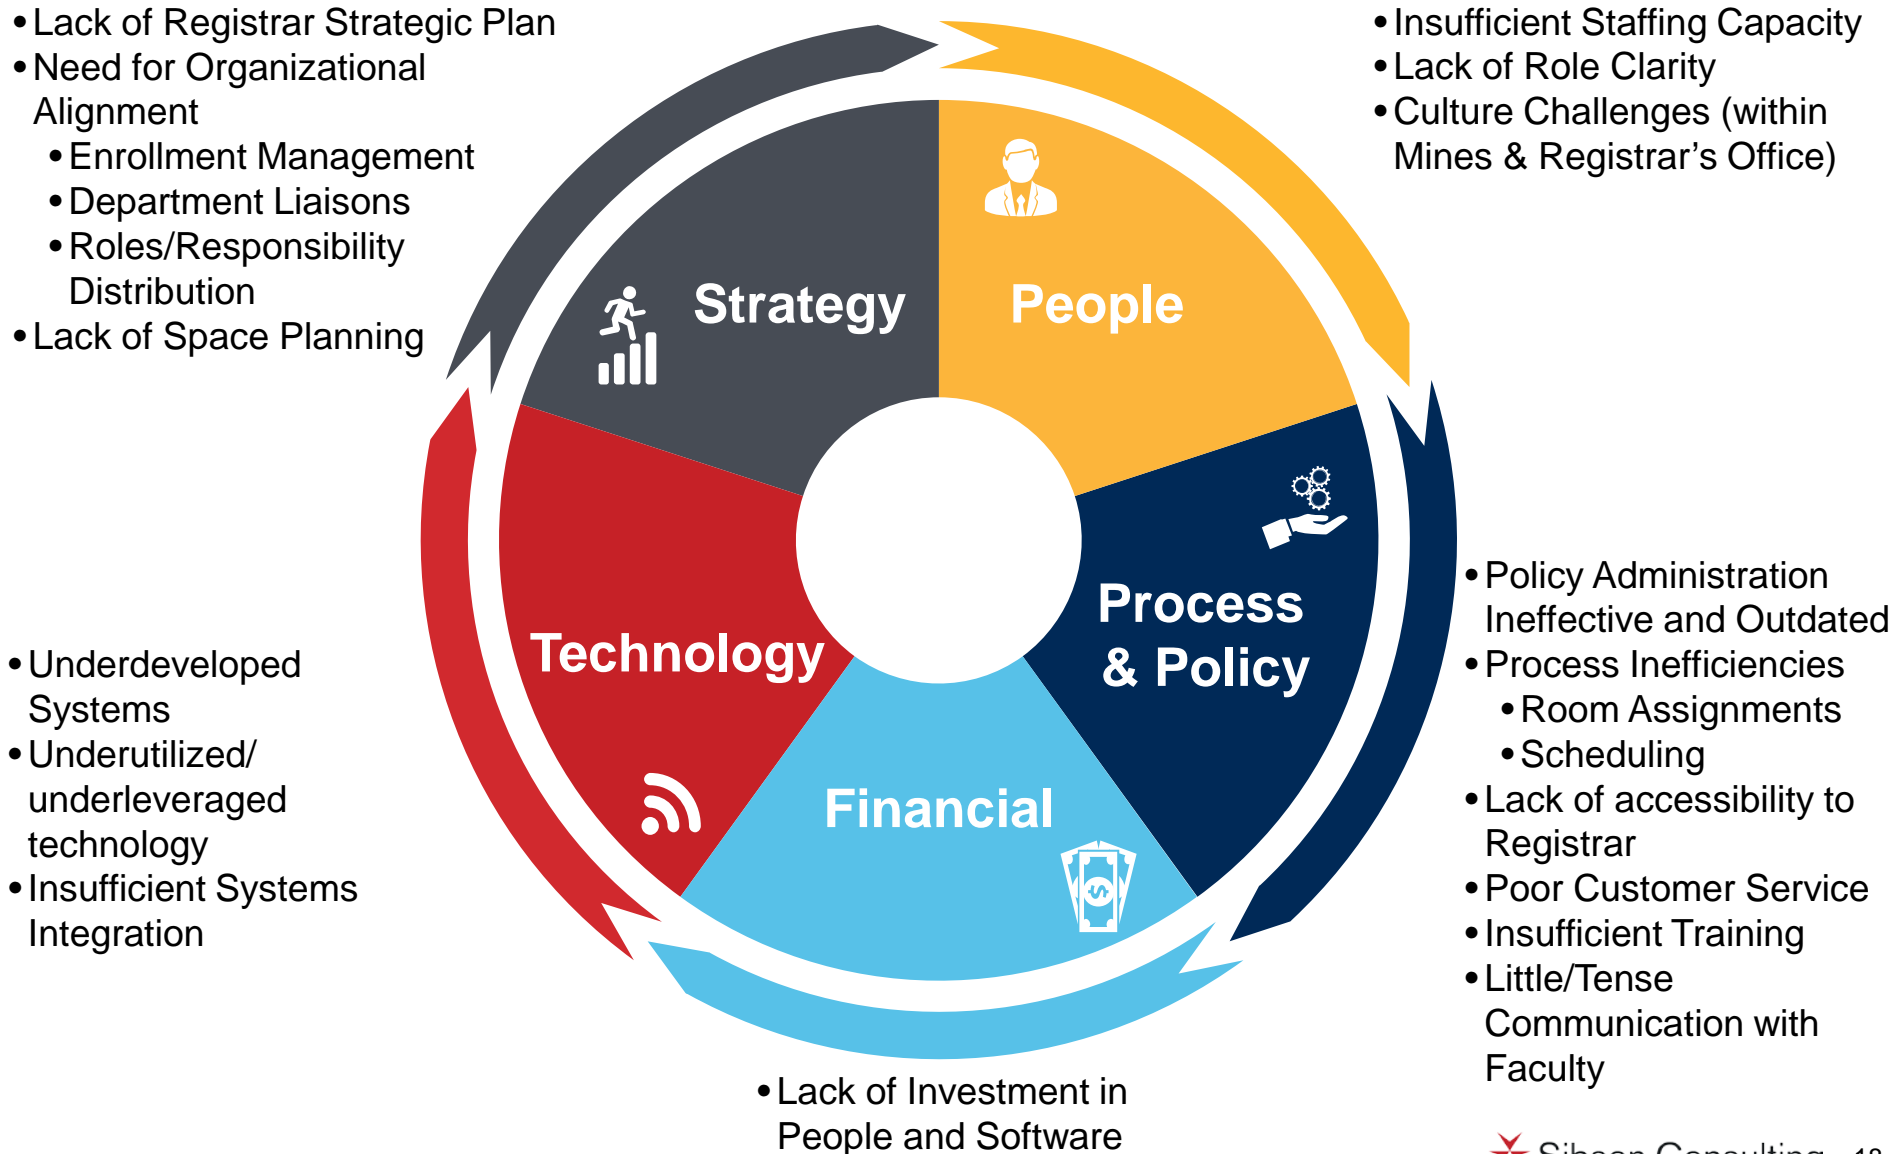 •Lack of Registrar Strategic Plan
•Need for Organizational
Alignment
•Enrollment Management
•Department Liaisons
•Roles/Responsibility
Distribution
•Lack of Space Planning
•Insufficient Staffing Capacity
•Lack of Role Clarity
•Culture Challenges (within
Mines & Registrar's Office)
Strategy
People
Process
& Policy
Technology
Financial
•Policy Administration
Ineffective and Outdated
•Process Inefficiencies
•Room Assignments
•Scheduling
•Lack of accessibility to
Registrar
•Poor Customer Service
•Insufficient Training
•Little/Tense
Communication with
Faculty
•Underdeveloped
Systems
•Underutilized/
underleveraged
technology
•Insufficient Systems
Integration
•Lack of Investment in
People and Software
Sibson Consulting 18